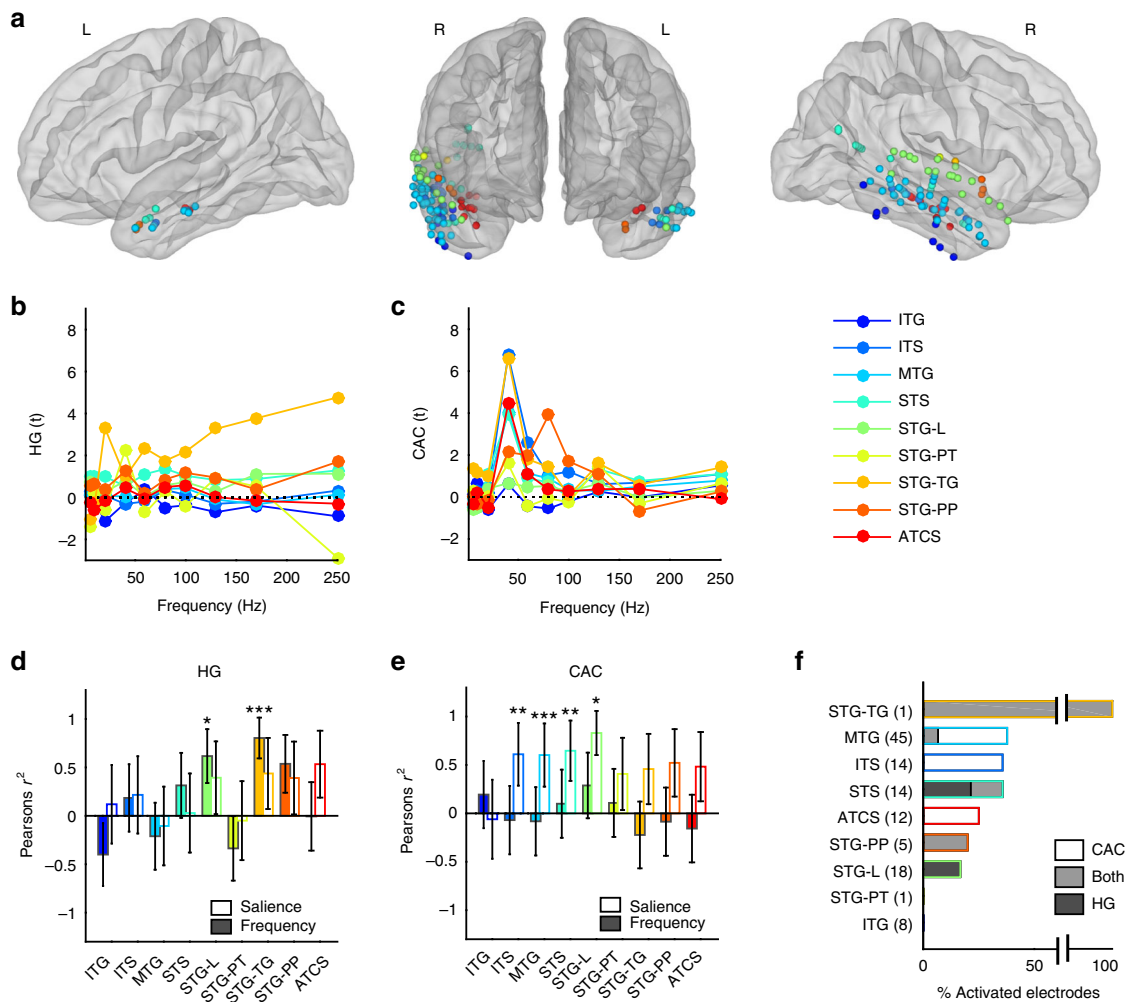 a
L
R
L
R
b
c
8
6
4
2
0
−2
HG (t)
50
100
150
200
250
Frequency (Hz)
8
6
4
2
0
−2
CAC (t)
50
100
150
200
250
Frequency (Hz)
ITG
ITS
MTG
STS
STG-L
STG-PT
STG-TG
STG-PP
ATCS
d
HG
1
0.5
0
−0.5
−1
Pearsons r²
*
***
Salience
Frequency
ITG
ITS
MTG
STS
STG-L
STG-PT
STG-TG
STG-PP
ATCS
e
CAC
1
0.5
0
−0.5
−1
Pearsons r²
**
***
**
*
Salience
Frequency
ITG
ITS
MTG
STS
STG-L
STG-PT
STG-TG
STG-PP
ATCS
f
STG-TG (1)
MTG (45)
ITS (14)
STS (14)
ATCS (12)
STG-PP (5)
STG-L (18)
STG-PT (1)
ITG (8)
CAC
Both
HG
0
50
100
% Activated electrodes